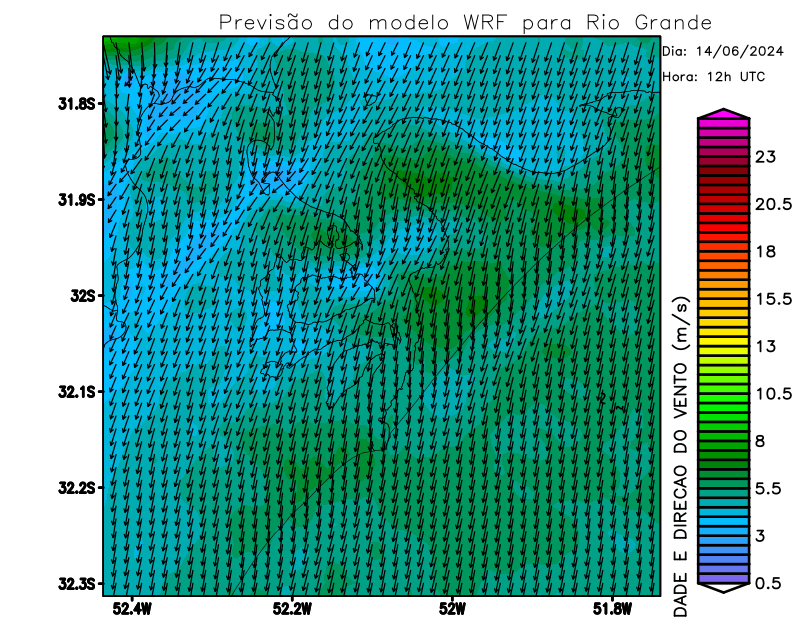 Previsão do modelo WRF para Rio Grande
Dia: 14/06/2024
Hora: 12h UTC
31.8S
31.9S
32S
32.1S
32.2S
32.3S
52.4W
52.2W
52W
51.8W
23
20.5
18
15.5
13
10.5
8
5.5
3
0.5
DADE E DIRECAO DO VENTO (m/s)